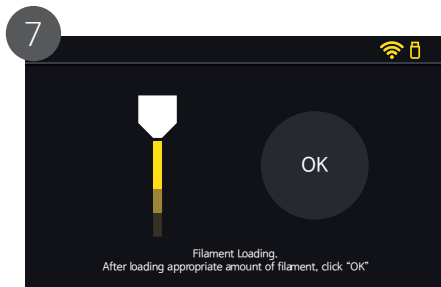 7
OK
Filament Loading.
After loading appropriate amount of filament, click “OK”